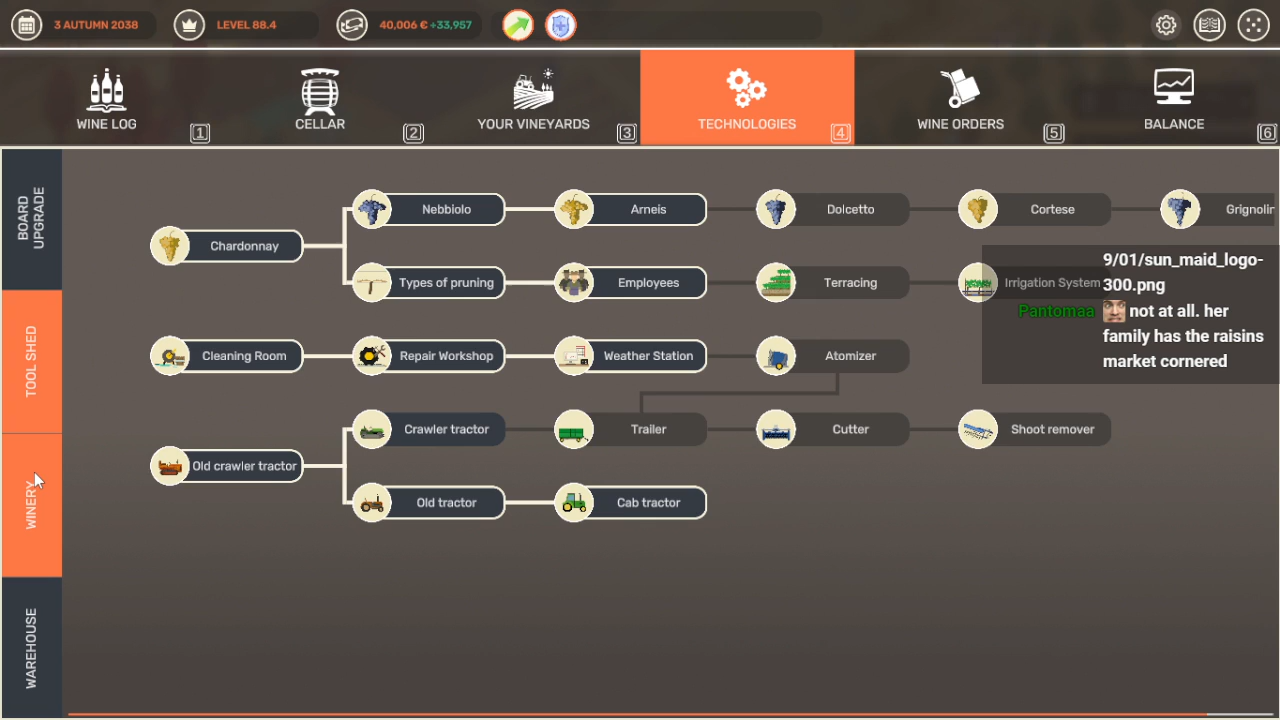 3 AUTUMN 2038
LEVEL 88.4
40,006 € +33,957
WINE LOG
1
CELLAR
2
YOUR VINEYARDS
3
TECHNOLOGIES
4
WINE ORDERS
5
BALANCE
6
BOARD
UPGRADE
TOOL SHED
WINERY
WAREHOUSE
Nebbiolo
Arneis
Dolcetto
Cortese
Grignolin
Chardonnay
Types of pruning
Employees
Terracing
Irrigation System
Cleaning Room
Repair Workshop
Weather Station
Atomizer
Crawler tractor
Trailer
Cutter
Shoot remover
Old crawler tractor
Old tractor
Cab tractor
9/01/sun_maid_logo-
300.png
Pantomaa not at all. her
family has the raisins
market cornered